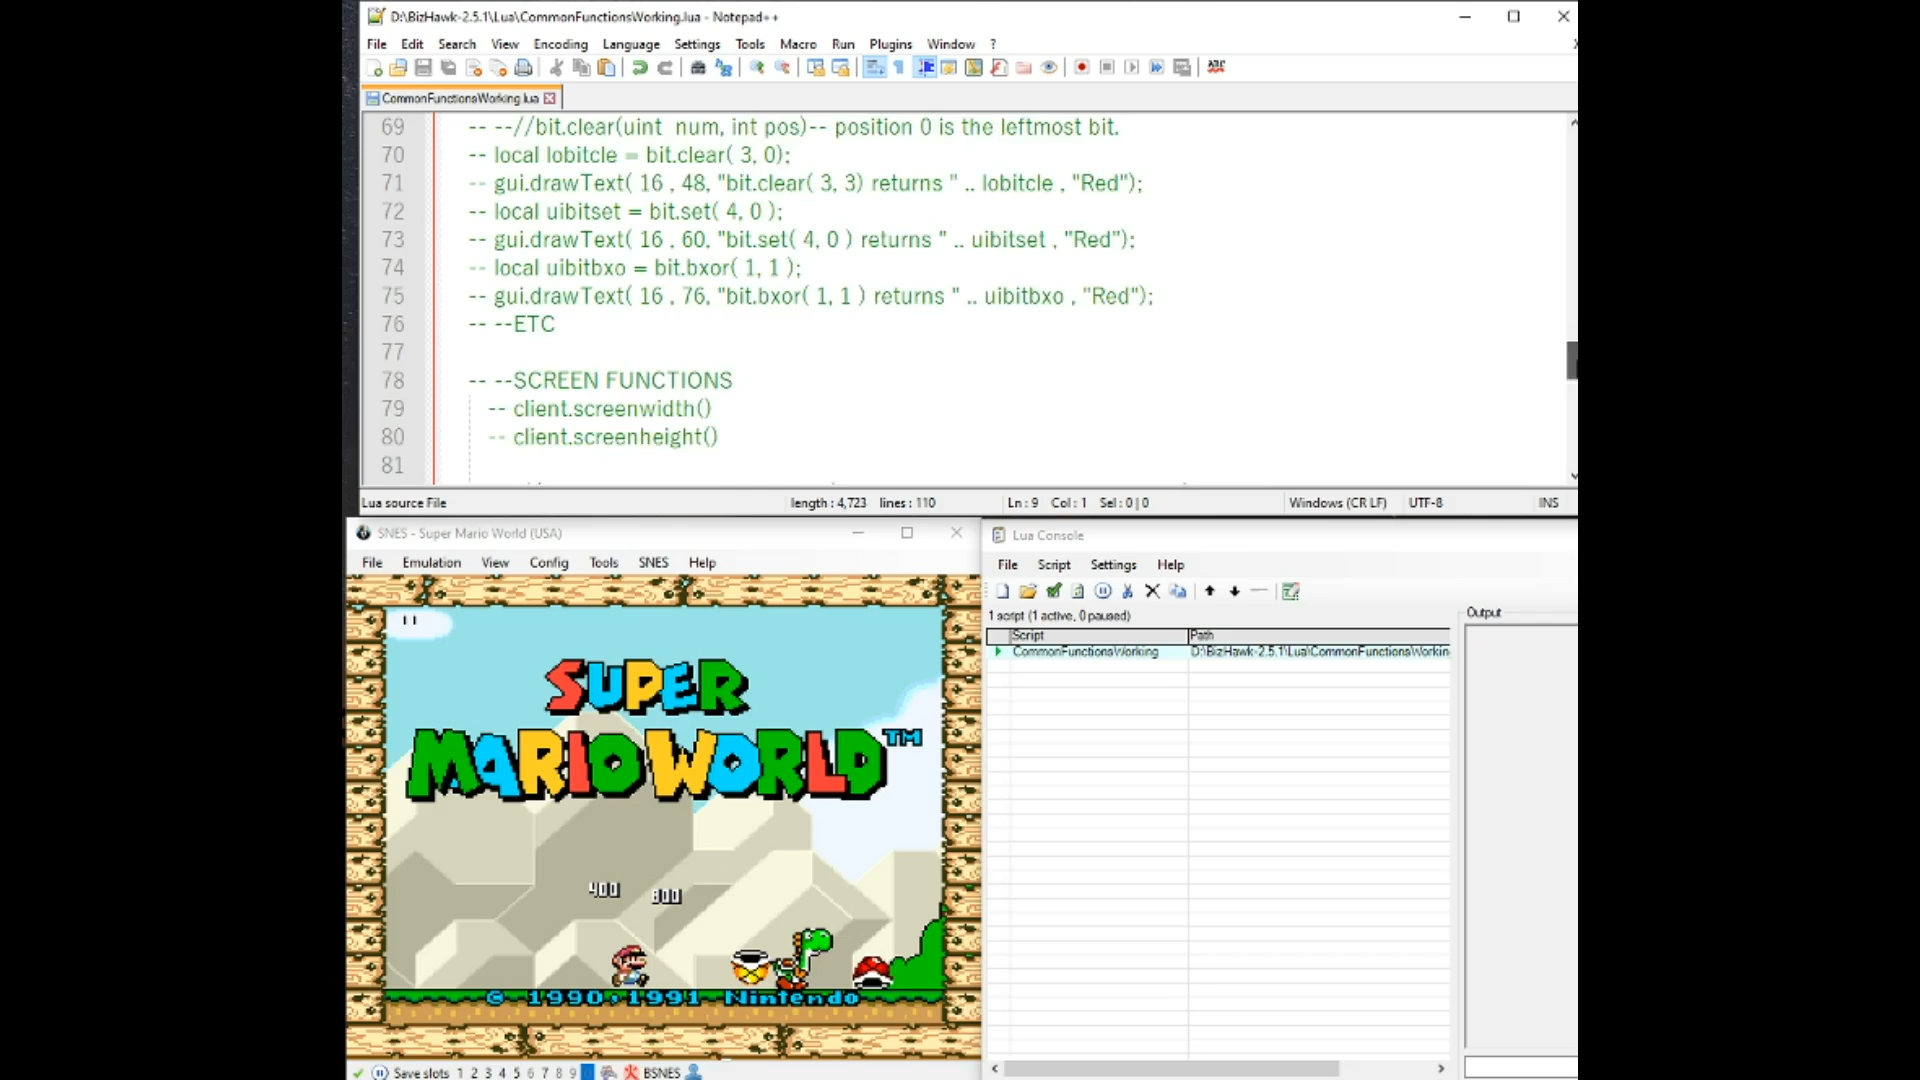 D:\BizHawk-2.5.1\Lua\CommonFunctionsWorking.lua - Notepad++
File Edit Search View Encoding Language Settings Tools Macro Run Plugins Window ?
CommonFunctionsWorking.lua
69 -- --//bit.clear(uint num, int pos)-- position 0 is the leftmost bit.
70 -- local lobitcle = bit.clear( 3, 0);
71 -- gui.drawText( 16 , 48, "bit.clear( 3, 3) returns " .. lobitcle , "Red");
72 -- local uibitset = bit.set( 4, 0 );
73 -- gui.drawText( 16 , 60, "bit.set( 4, 0 ) returns " .. uibitset , "Red");
74 -- local uibitbxo = bit.bxor( 1, 1 );
75 -- gui.drawText( 16 , 76, "bit.bxor( 1, 1 ) returns " .. uibitbxo , "Red");
76 -- --ETC
77
78 -- --SCREEN FUNCTIONS
79 -- client.screenwidth()
80 -- client.screenheight()
81
Lua source File length : 4,723 lines : 110 Ln : 9 Col : 1 Sel : 0 | 0 Windows (CR LF) UTF-8 INS
SNES - Super Mario World (USA)
File Emulation View Config Tools SNES Help
SUPER
MARIO WORLD™
400 800
© 1990,1991 Nintendo
Save slots 1 2 3 4 5 6 7 8 9 BSNES
Lua Console
File Script Settings Help
1 script (1 active, 0 paused)
Script Path
CommonFunctionsWorking D:\BizHawk-2.5.1\Lua\CommonFunctionsWorkin
Output